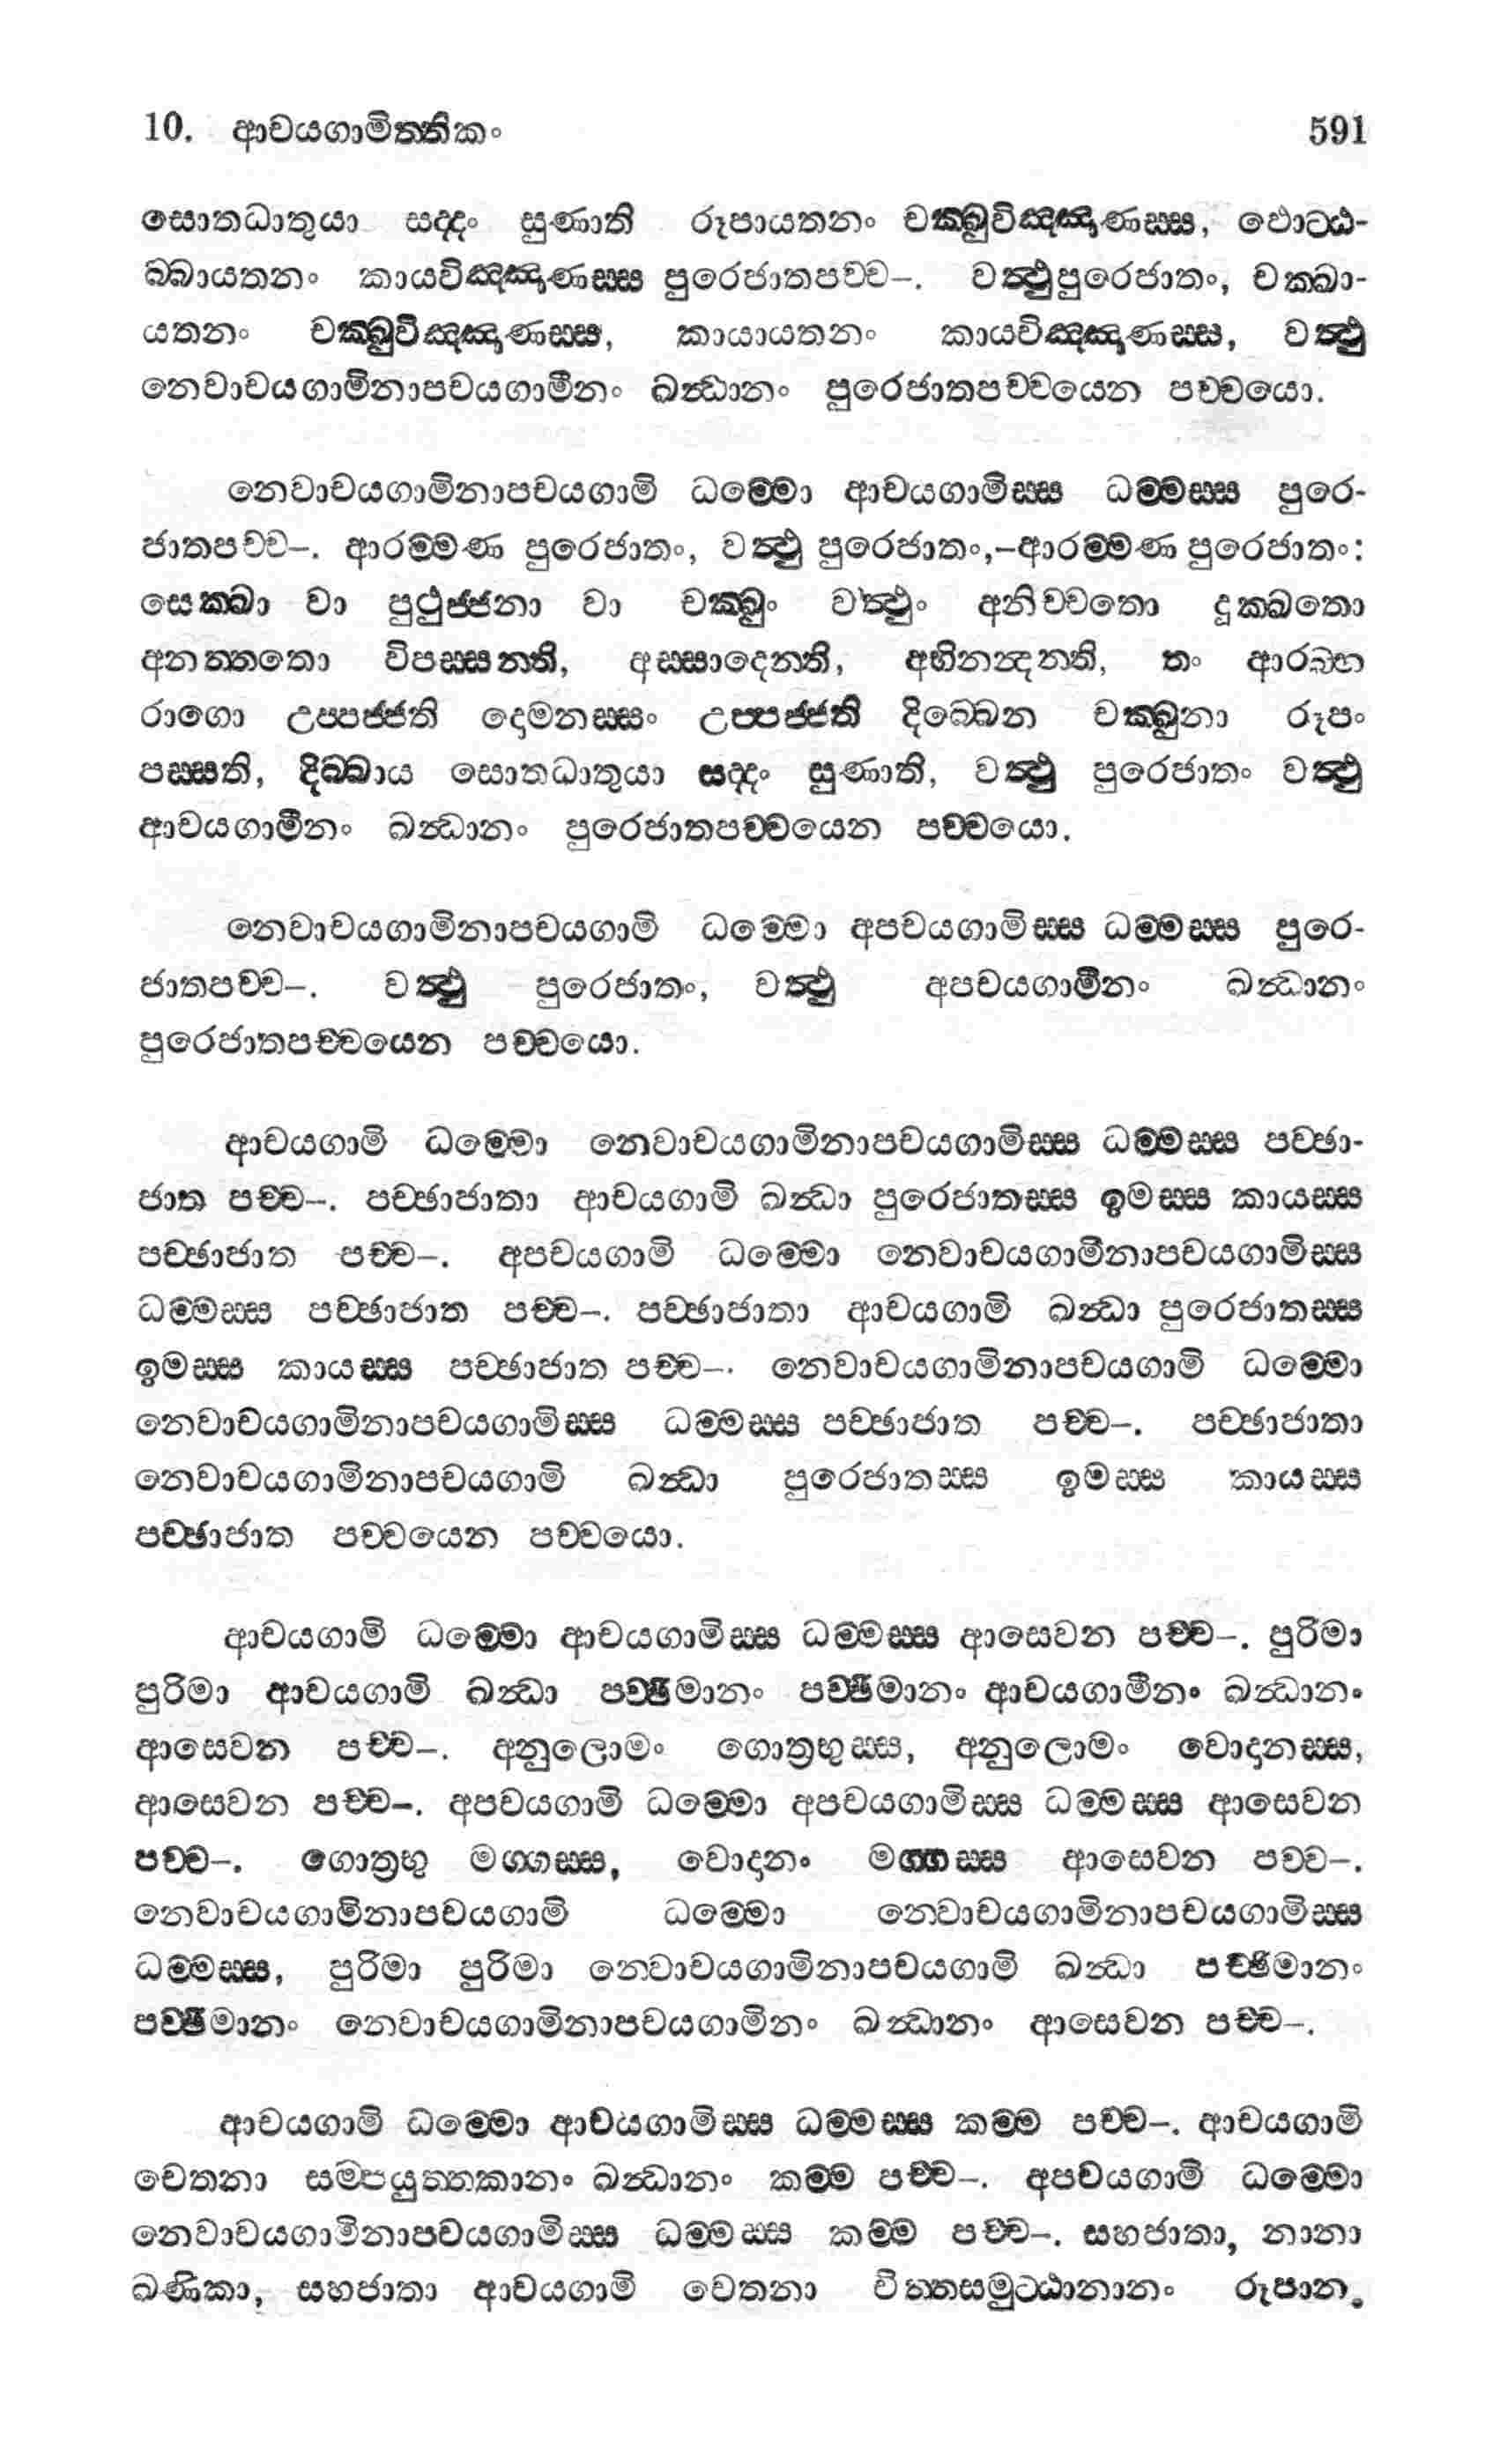 10. ආචයගාමිත්තිකං 591
සොතධාතුයා සද්දං සුණාති රූපායතනං චක්ඛුවිඤ්ඤාණස්ස, ඵොට්ඨ-
බ්බායතනං කායවිඤ්ඤාණස්ස පුරෙජාතපච්ච–. වත්ථුපුරෙජාතං, චක්ඛා-
යතනං චක්ඛුවිඤ්ඤාණස්ස, කායායතනං කායවිඤ්ඤාණස්ස, වත්ථු
නෙවාචයගාමිනාපචයගාමීනං ඛන්ධානං පුරෙජාතපච්චයෙන පච්චයො.
නෙවාචයගාමිනාපචයගාමි ධම්මො ආචයගාමිස්ස ධම්මස්ස පුරෙ-
ජාතපච්ච–. ආරම්මණ පුරෙජාතං, වත්ථු පුරෙජාතං,–ආරම්මණ පුරෙජාතං:
සෙක්ඛා වා පුථුජ්ජනා වා චක්ඛුං වත්ථුං අනිච්චතො දූක්ඛතො
අනත්තතො විපස්සන්ති, අස්සාදෙන්ති, අභිනන්දන්ති, තං ආරබ්භ
රාගො උප්පජ්ජති දොමනස්සං උප්පජ්ජති දිබ්බෙන චක්ඛුනා රූපං
පස්සති, දිබ්බාය සොතධාතුයා සද්දං සුණාති, වත්ථු පුරෙජාතං වත්ථු
ආචයගාමීනං ඛන්ධානං පුරෙජාතපච්චයෙන පච්චයො.
නෙවාචයගාමිනාපචයගාමි ධම්මො අපචයගාමිස්ස ධම්මස්ස පුරෙ-
ජාතපච්ච–. වත්ථු පුරෙජාතං, වත්ථු අපචයගාමීනං ඛන්ධානං
පුරෙජාතපච්චයෙන පච්චයො.
ආචයගාමි ධම්මො නෙවාචයගාමිනාපචයගාමිස්ස ධම්මස්ස පච්ඡා-
ජාත පච්ච–. පච්ඡාජාතා ආචයගාමි ඛන්ධා පුරෙජාතස්ස ඉමස්ස කායස්ස
පච්ඡාජාත පච්ච–. අපචයගාමි ධම්මො නෙවාචයගාමිනාපචයගාමිස්ස
ධම්මස්ස පච්ඡාජාත පච්ච–. පච්ඡාජාතා ආචයගාමි ඛන්ධා පුරෙජාතස්ස
ඉමස්ස කායස්ස පච්ඡාජාත පච්ච–. නෙවාචයගාමිනාපචයගාමි ධම්මො
නෙවාචයගාමිනාපචයගාමිස්ස ධම්මස්ස පච්ඡාජාත පච්ච–. පච්ඡාජාතා
නෙවාචයගාමිනාපචයගාමි ඛන්ධා පුරෙජාතස්ස ඉමස්ස කායස්ස
පච්ඡාජාත පච්චයෙන පච්චයො.
ආචයගාමි ධම්මො ආචයගාමිස්ස ධම්මස්ස ආසෙවන පච්ච–. පුරිමා
පුරිමා ආචයගාමි ඛන්ධා පච්ඡිමානං පච්ඡිමානං ආචයගාමීනං ඛන්ධානං
ආසෙවන පච්ච–. අනුලොමං ගොත්‍රභුස්ස, අනුලොමං වොදානස්ස,
ආසෙවන පච්ච–. අපචයගාමි ධම්මො අපචයගාමිස්ස ධම්මස්ස ආසෙවන
පච්ච–. ගොත්‍රභු මග්ගස්ස, වොදානං මග්ගස්ස ආසෙවන පච්ච–.
නෙවාචයගාමිනාපචයගාමි ධම්මො නෙවාචයගාමිනාපචයගාමිස්ස
ධම්මස්ස, පුරිමා පුරිමා නෙවාචයගාමිනාපචයගාමි ඛන්ධා පච්ඡිමානං
පච්ඡිමානං නෙවාචයගාමිනාපචයගාමිනං ඛන්ධානං ආසෙවන පච්ච–.
ආචයගාමි ධම්මො ආචයගාමිස්ස ධම්මස්ස කම්ම පච්ච–. ආචයගාමි
චෙතනා සම්පයුත්තකානං ඛන්ධානං කම්ම පච්ච–. අපචයගාමි ධම්මො
නෙවාචයගාමිනාපචයගාමිස්ස ධම්මස්ස කම්ම පච්ච–. සහජාතා, නානා
ඛණිකා, සහජාතා ආචයගාමි චෙතනා චිත්තසමුට්ඨානානං රූපානං